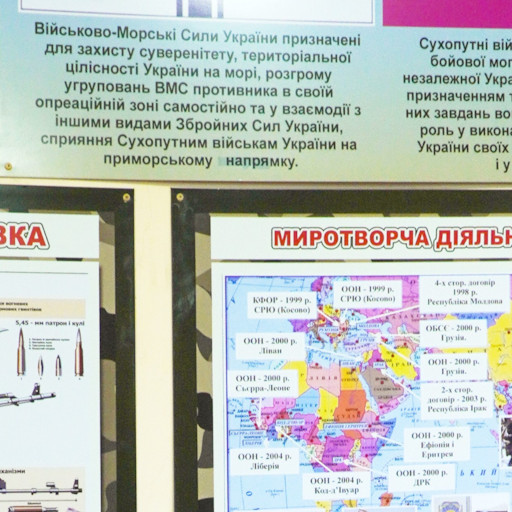 Військово-Морські Сили України призначені
для захисту суверенітету, територіальної
цілісності України на морі, розгрому
угруповань ВМС противника в своїй
опреаційній зоні самостійно та у взаємодії з
іншими видами Збройних Сил України,
сприяння Сухопутним військам України на
приморському напрямку.
Сухопутні вій
бойової мог
незалежної Укра
призначенням т
них завдань во
роль у викона
України своїх
і у
ВКА
5,45 - мм патрон і кулі
МИРОТВОРЧА ДІЯЛЬН
КФОР - 1999 р.
СРЮ (Косово)
ООН - 1999 р.
СРЮ (Косово)
4-х стор. договір
1998 р.
Республіка Молдова
ОБСЄ - 2000 р.
Грузія.
ООН - 2000 р.
Ліван
ООН - 2000 р.
Грузія.
ООН - 2000 р.
Сьєрра-Леоне
2-х стор.
договір - 2003 р.
Республіка Ірак
ООН - 2000 р.
Ефіопія і
Еритрея
ООН - 2004 р.
Ліберія
ООН - 2004 р.
Кот-д'Івуар
ООН - 2000 р.
ДРК